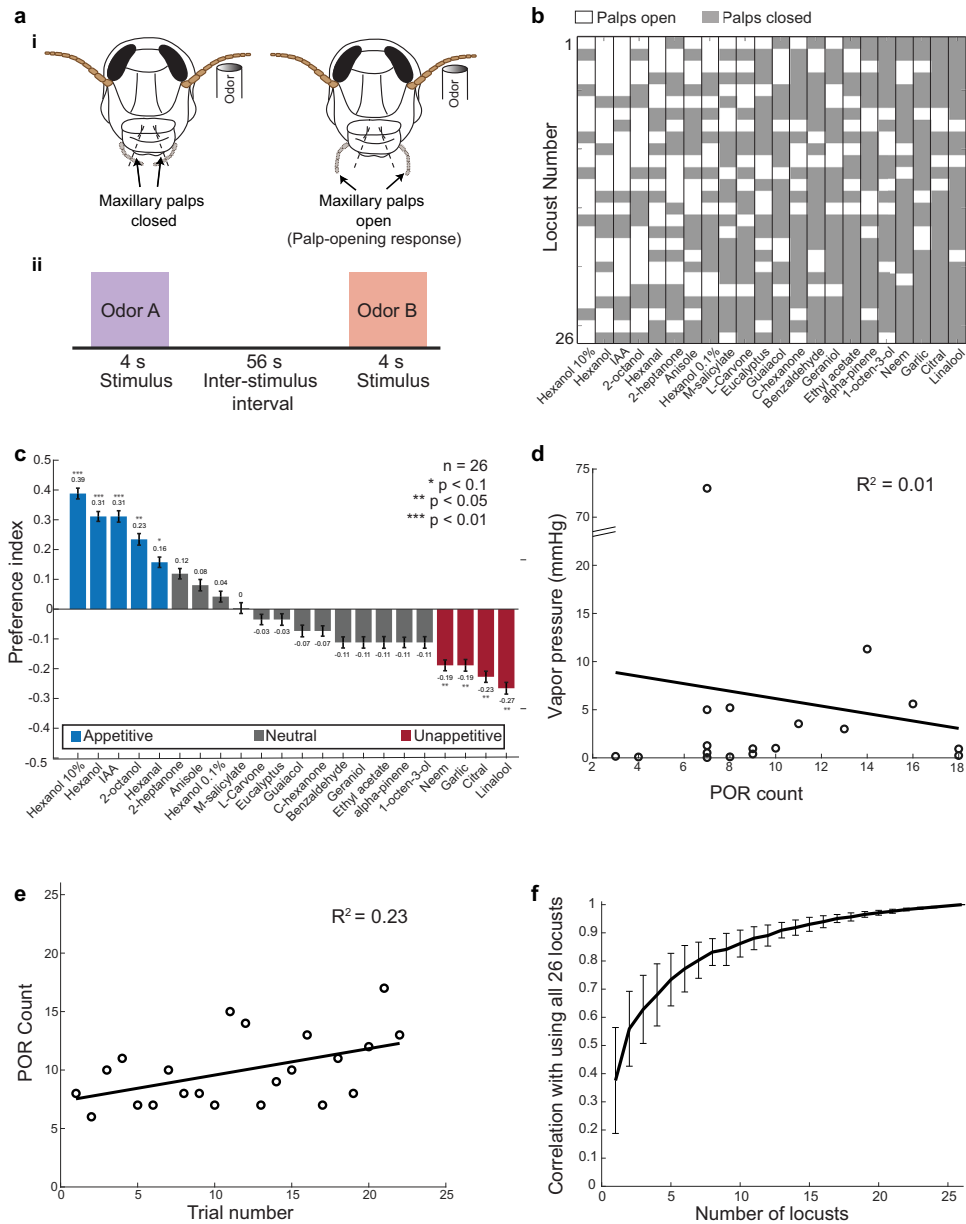 a
i
Odor
Odor
Maxillary palps
closed
Maxillary palps
open
(Palp-opening response)
ii
Odor A
Odor B
4 s
Stimulus
56 s
Inter-stimulus
interval
4 s
Stimulus
b
Palps open
Palps closed
1
Locust Number
26
Hexanol 10%
Hexanol
IAA
2-octanol
Hexanal
2-heptanone
Anisole
Hexanol 0.1%
M-salicylate
L-Carvone
Eucalyptus
Guaiacol
C-hexanone
Benzaldehyde
Geraniol
Ethyl acetate
alpha-pinene
1-octen-3-ol
Neem
Garlic
Citral
Linalool
c
n = 26
* p < 0.1
** p < 0.05
*** p < 0.01
Preference index
0.5
0.4
0.3
0.2
0.1
0
-0.1
-0.2
-0.3
-0.4
-0.5
***
0.39
***
0.31
***
0.31
**
0.23
*
0.16
0.12
0.08
0.04
0
-0.03
-0.03
-0.07
-0.07
-0.11
-0.11
-0.11
-0.11
-0.11
-0.19
**
-0.19
**
-0.23
**
-0.27
**
Appetitive
Neutral
Unappetitive
Hexanol 10%
Hexanol
IAA
2-octanol
Hexanal
2-heptanone
Anisole
Hexanol 0.1%
M-salicylate
L-Carvone
Eucalyptus
Guaiacol
C-hexanone
Benzaldehyde
Geraniol
Ethyl acetate
alpha-pinene
1-octen-3-ol
Neem
Garlic
Citral
Linalool
d
R² = 0.01
Vapor pressure (mmHg)
75
70
20
15
10
5
0
2 4 6 8 10 12 14 16 18
POR count
e
R² = 0.23
POR Count
25
20
15
10
5
0
0 5 10 15 20 25
Trial number
f
Correlation with using all 26 locusts
1
0.9
0.8
0.7
0.6
0.5
0.4
0.3
0.2
0.1
0 5 10 15 20 25
Number of locusts